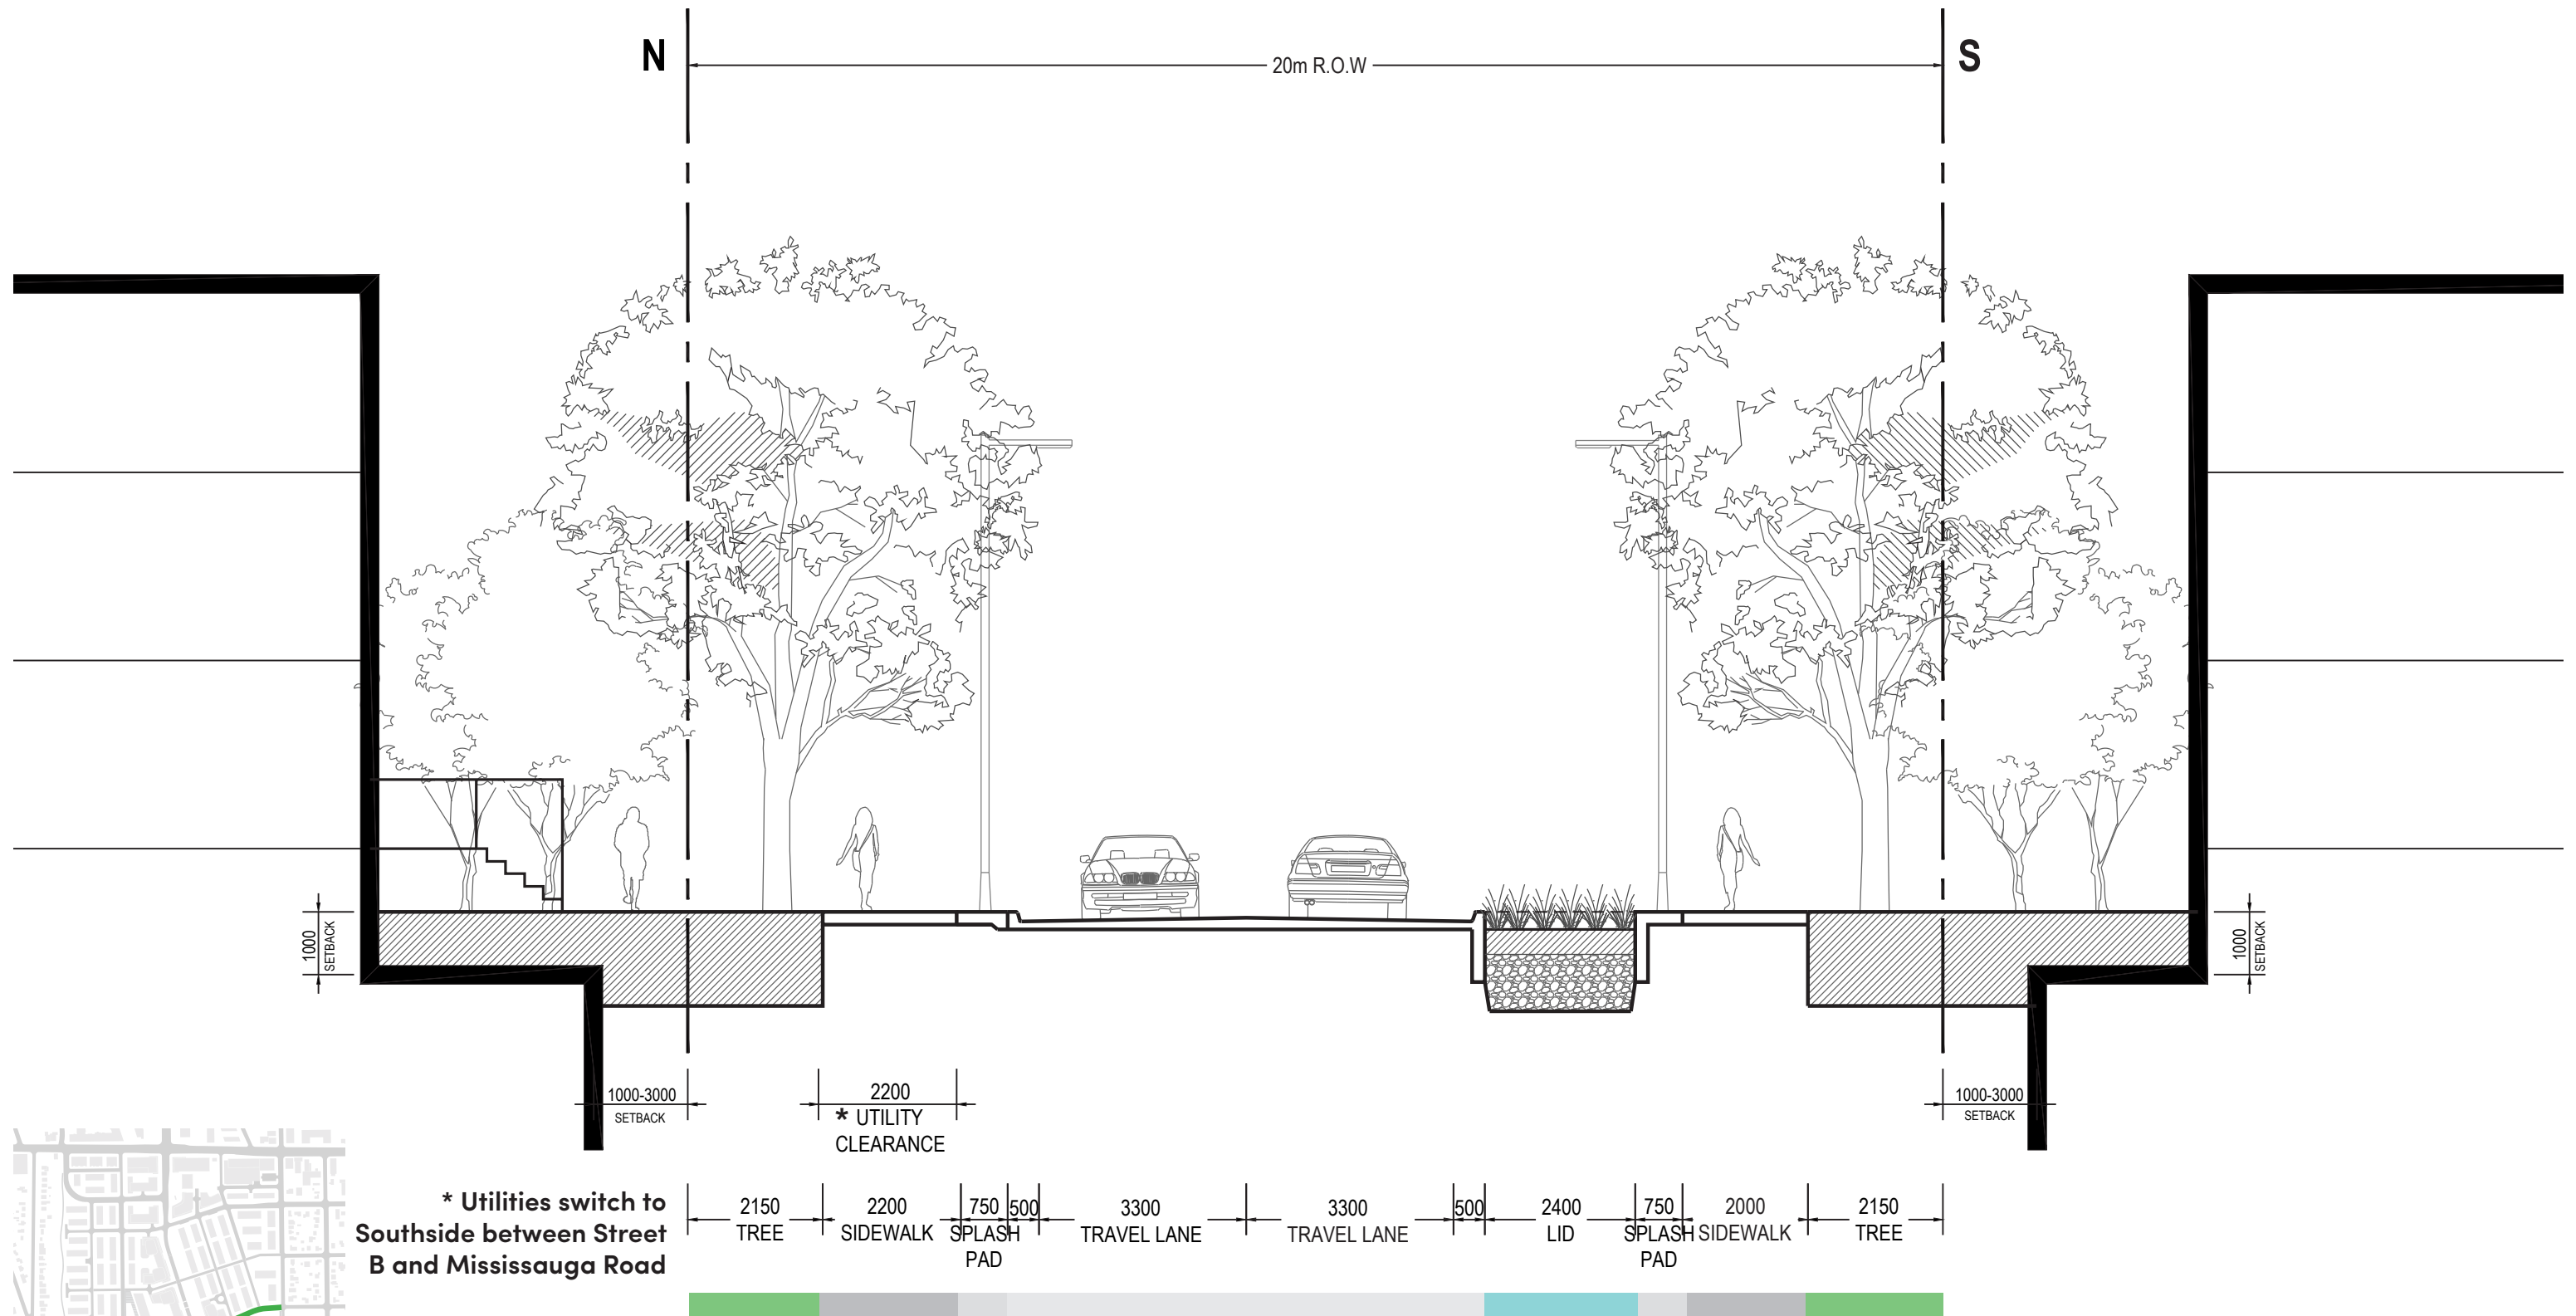 N
20m R.O.W
S
1000
SETBACK
1000
SETBACK
1000-3000
SETBACK
2200
* UTILITY
CLEARANCE
1000-3000
SETBACK
* Utilities switch to
Southside between Street
B and Mississauga Road
2150
TREE
2200
SIDEWALK
750
SPLASH
PAD
500
3300
TRAVEL LANE
3300
TRAVEL LANE
500
2400
LID
750
SPLASH
PAD
2000
SIDEWALK
2150
TREE